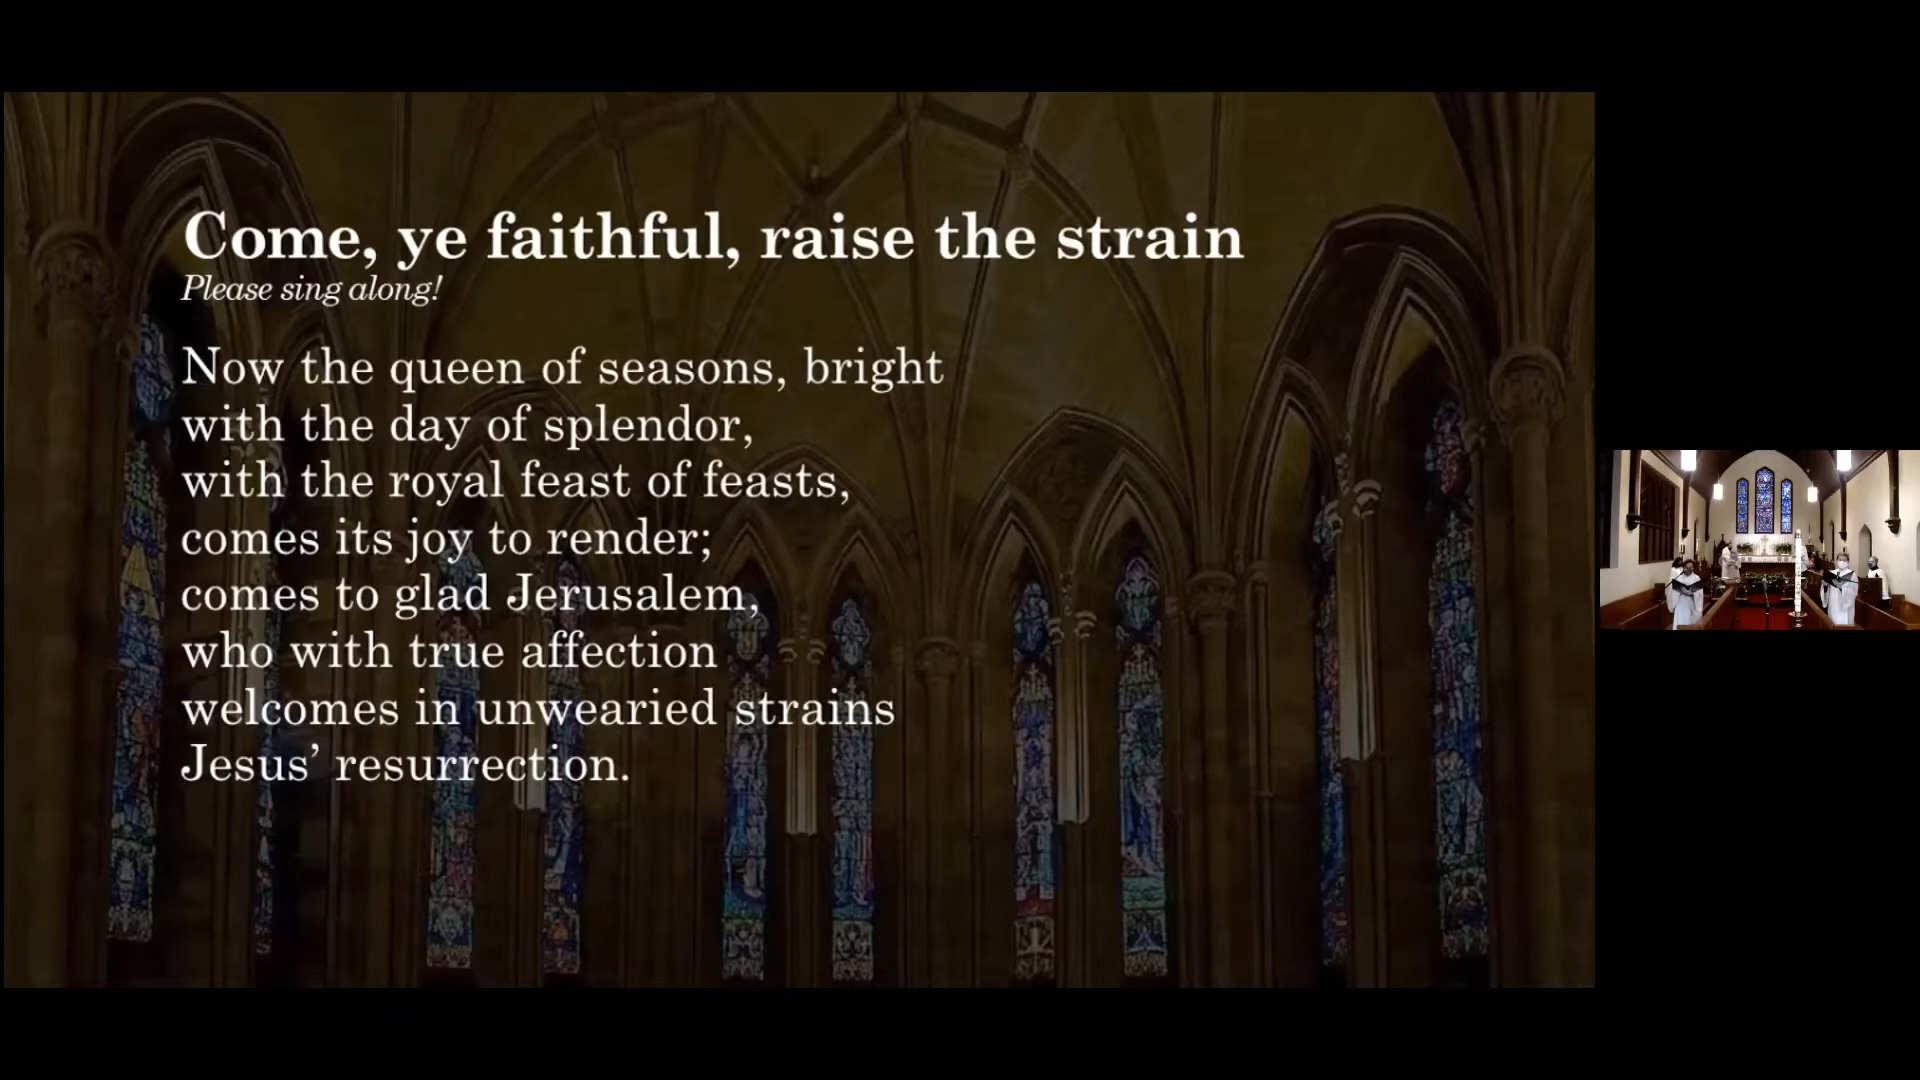 Come, ye faithful, raise the strain
Please sing along!
Now the queen of seasons, bright
with the day of splendor,
with the royal feast of feasts,
comes its joy to render;
comes to glad Jerusalem,
who with true affection
welcomes in unwearied strains
Jesus’ resurrection.